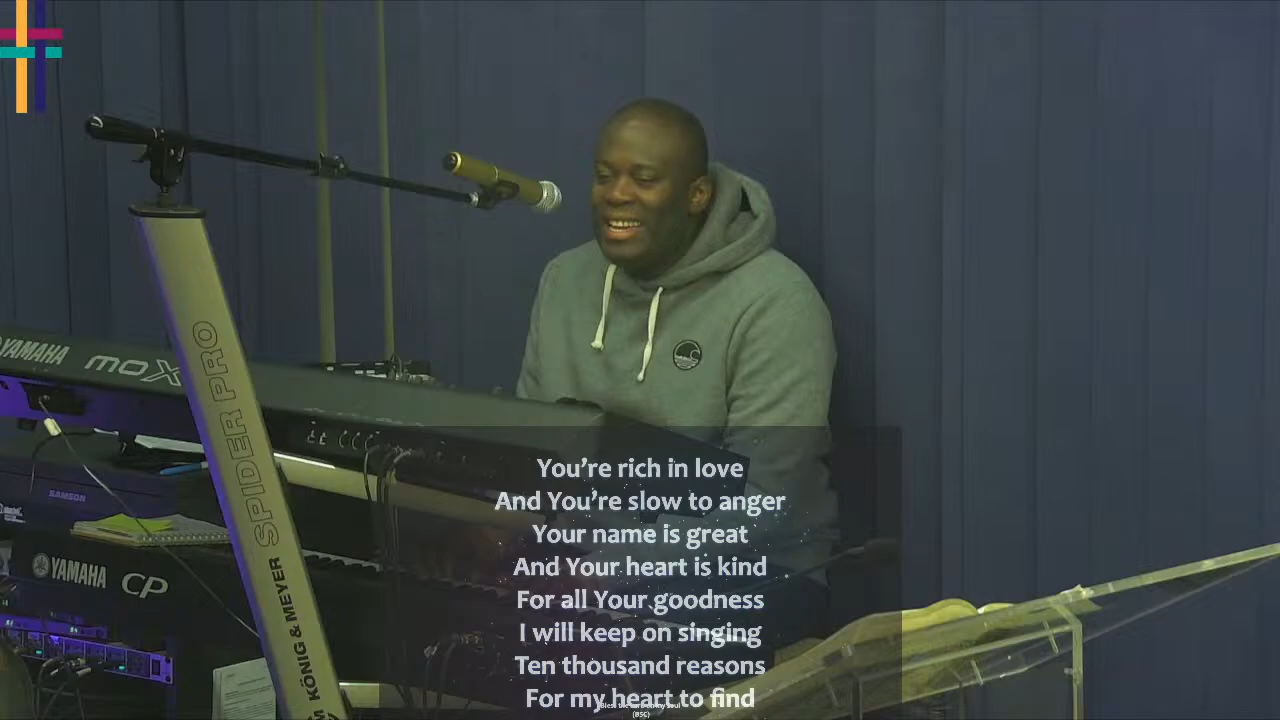 YAMAHA MOX
SPIDER PRO
KÖNIG & MEYER
SAMSON
YAMAHA CP
You're rich in love
And You're slow to anger
Your name is great
And Your heart is kind
For all Your goodness
I will keep on singing
Ten thousand reasons
For my heart to find